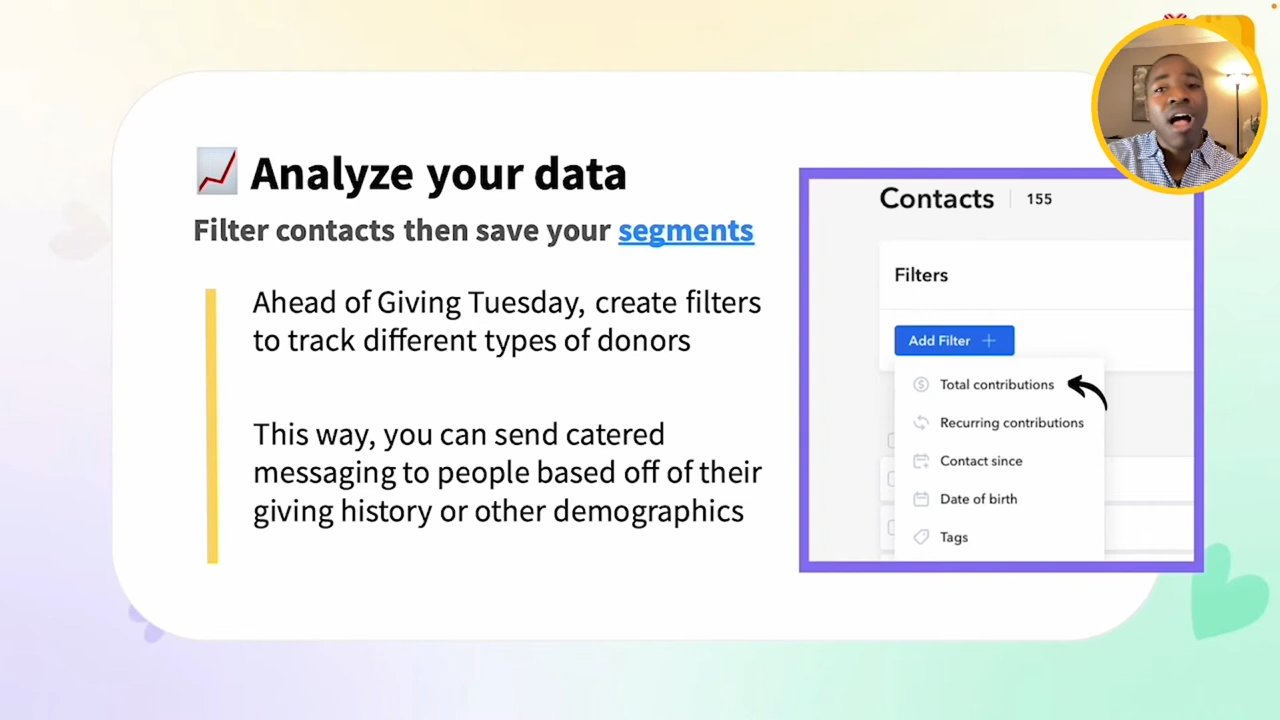 Analyze your data
Filter contacts then save your segments
Ahead of Giving Tuesday, create filters
to track different types of donors
This way, you can send catered
messaging to people based off of their
giving history or other demographics
Contacts 155
Filters
Add Filter
Total contributions
Recurring contributions
Contact since
Date of birth
Tags